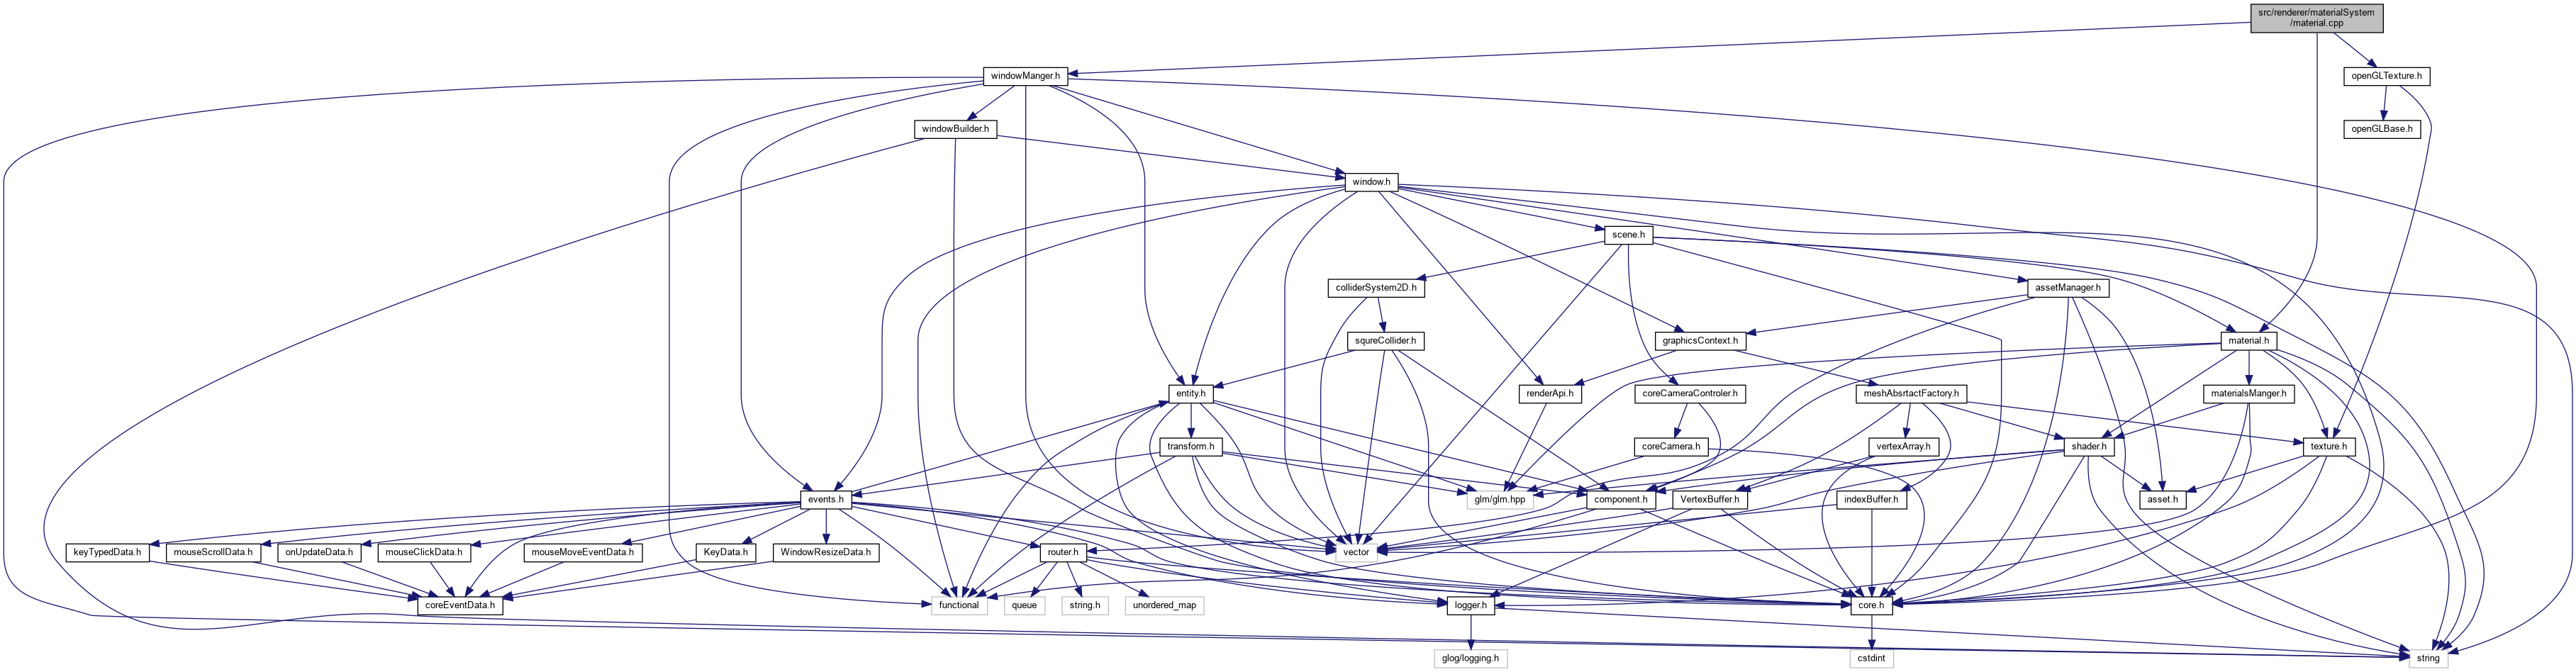 src/renderer/materialSystem
/material.cpp
windowManger.h
openGLTexture.h
windowBuilder.h
openGLBase.h
window.h
scene.h
colliderSystem2D.h
assetManager.h
squreCollider.h
graphicsContext.h
material.h
entity.h
renderApi.h
coreCameraControler.h
meshAbsrtactFactory.h
materialsManger.h
transform.h
coreCamera.h
vertexArray.h
shader.h
texture.h
events.h
glm/glm.hpp
component.h
VertexBuffer.h
indexBuffer.h
asset.h
keyTypedData.h
mouseScrollData.h
onUpdateData.h
mouseClickData.h
mouseMoveEventData.h
KeyData.h
WindowResizeData.h
router.h
vector
coreEventData.h
functional
queue
string.h
unordered_map
logger.h
core.h
glog/logging.h
cstdint
string